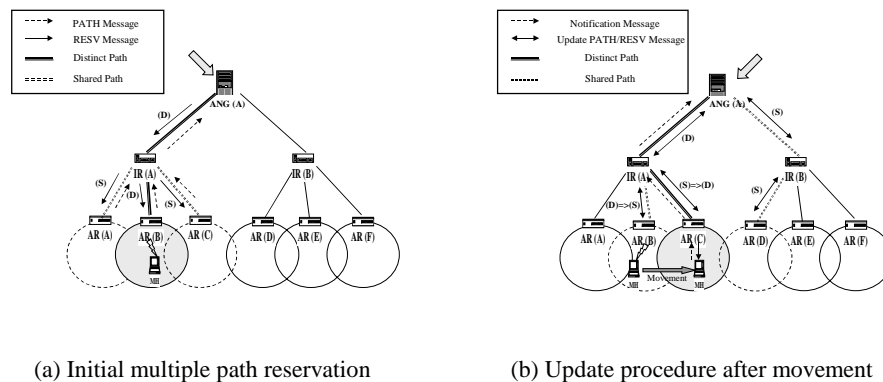 PATH Message
RESV Message
Distinct Path
Shared Path
ANG (A)
(D)
IR (A)
IR (B)
(S)
(D)
(S)
AR (A)
AR (B)
AR (C)
AR (D)
AR (E)
AR (F)
MH
(a) Initial multiple path reservation
Notification Message
Update PATH/RESV Message
Distinct Path
Shared Path
ANG (A)
(S)
(D)
IR (A)
IR (B)
(S)=>(D)
(D)=>(S)
(S)
AR (A)
AR (B)
AR (C)
AR (D)
AR (E)
AR (F)
MH
MH
Movement
(b) Update procedure after movement